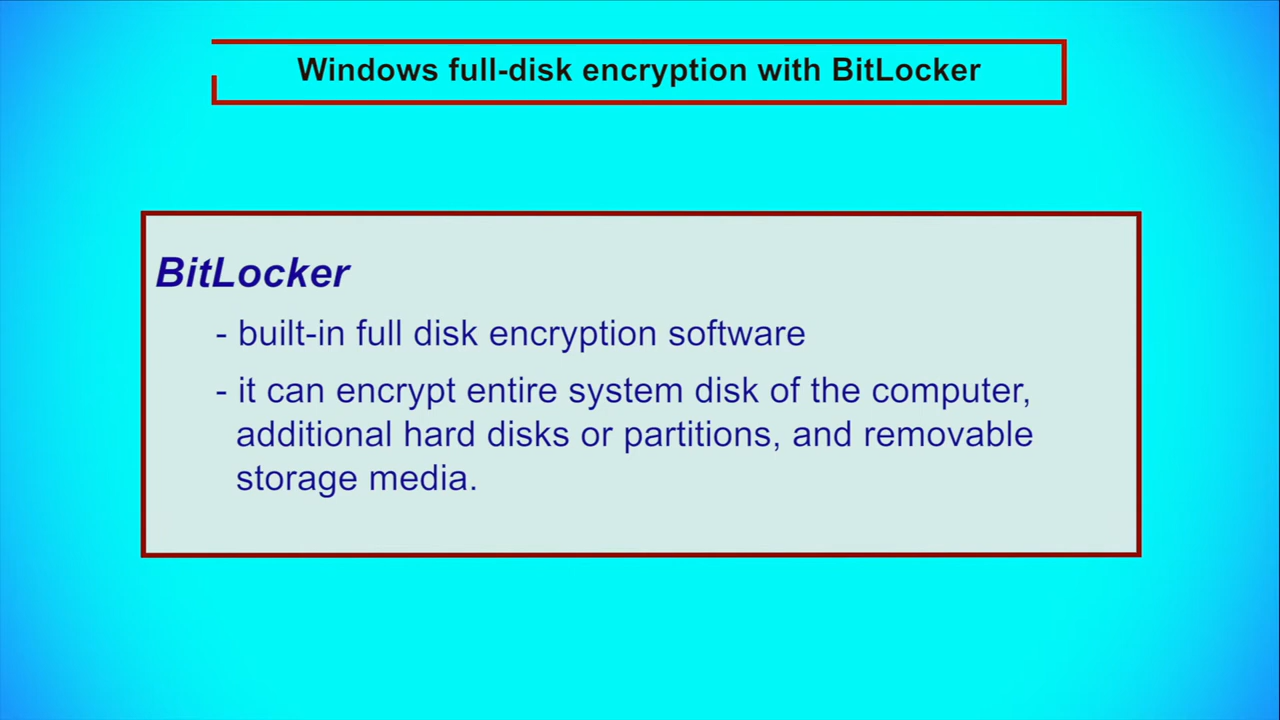 Windows full-disk encryption with BitLocker
BitLocker
- built-in full disk encryption software
- it can encrypt entire system disk of the computer,
additional hard disks or partitions, and removable
storage media.